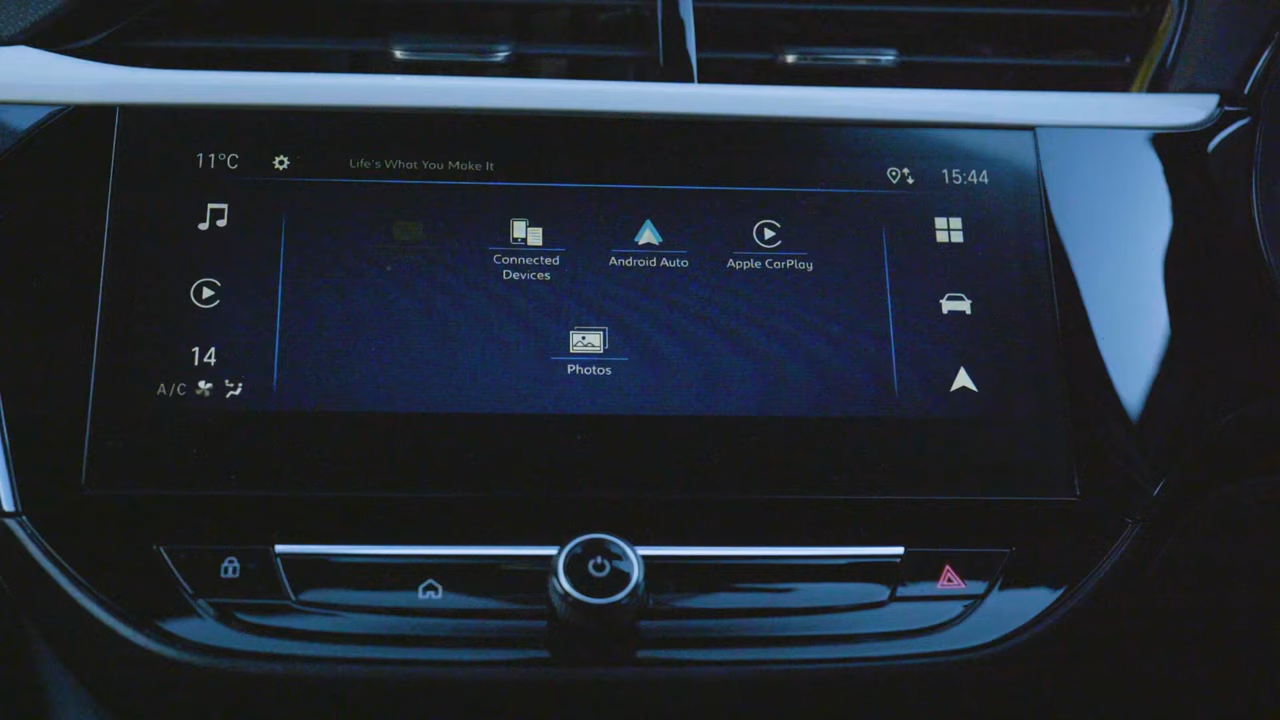 11°C
Life's What You Make It
15:44
Connected
Devices
Android Auto
Apple CarPlay
14
A/C
Photos